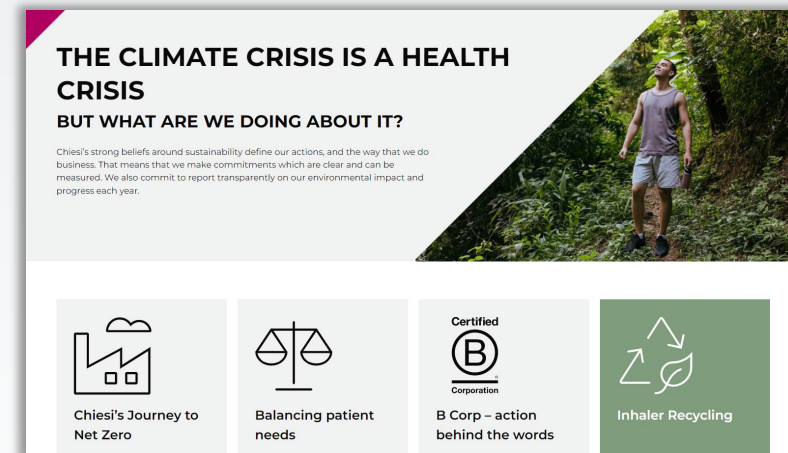 THE CLIMATE CRISIS IS A HEALTH
CRISIS
BUT WHAT ARE WE DOING ABOUT IT?
Chiesi's strong beliefs around sustainability define our actions, and the way that we do
business. That means that we make commitments which are clear and can be
measured. We also commit to report transparently on our environmental impact and
progress each year.
Chiesi's Journey to
Net Zero
Balancing patient
needs
Certified
B
Corporation
B Corp – action
behind the words
Inhaler Recycling